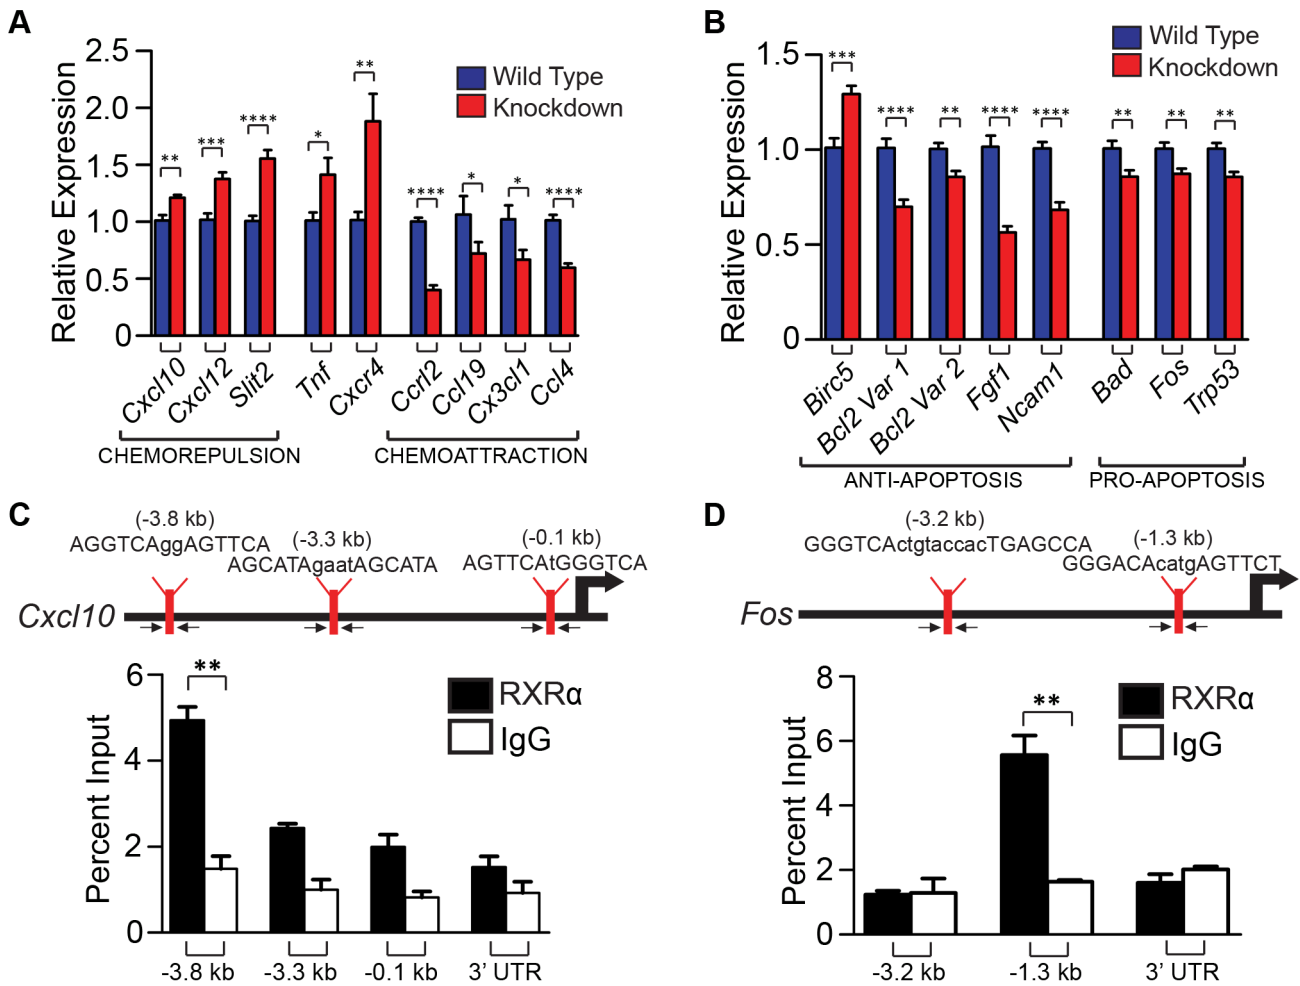 A
Relative Expression
2.5
2.0
1.5
1.0
0.5
0
** *** **** * ** **** * * ****
Wild Type
Knockdown
Cxcl10 Cxcl12 Slit2 Tnf Cxcr4 Ccrl2 Ccl19 Cx3cl1 Ccl4
CHEMOREPULSION CHEMOATTRACTION
B
Relative Expression
1.5
1.0
0.5
0
*** **** ** **** **** ** ** **
Wild Type
Knockdown
Birc5 Bcl2 Var 1 Bcl2 Var 2 Fgf1 Ncam1 Bad Fos Trp53
ANTI-APOPTOSIS PRO-APOPTOSIS
C
(-3.8 kb)
AGGTCAggAGTTCA
(-3.3 kb)
AGCATAgaatAGCATA
(-0.1 kb)
AGTTCAtGGGTCA
Cxcl10
Percent Input
6
4
2
0
**
RXRα
IgG
-3.8 kb -3.3 kb -0.1 kb 3' UTR
D
(-3.2 kb)
GGGTCActgtaccacTGAGCCA
(-1.3 kb)
GGGACAcatgAGTTCT
Fos
Percent Input
8
6
4
2
0
**
RXRα
IgG
-3.2 kb -1.3 kb 3' UTR